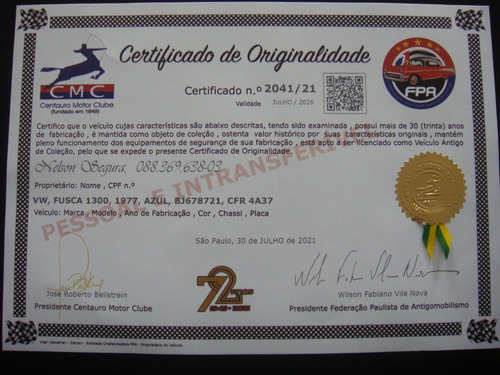 Certificado de Originalidade
CMC
Centauro Motor Clube
(fundado em 1949)
FPA
Certificado n.º 2041/21
Validade JULHO / 2026
Certifico que o veículo cujas características são abaixo descritas, tendo sido examinado, possui mais de 30 (trinta) anos
de fabricação, é mantida como objeto de coleção, ostenta valor histórico por suas características originais, mantém
pleno funcionamento dos equipamentos de segurança de sua fabricação, está apto a ser licenciado como Veículo Antigo
de Coleção, pelo que se expede o presente Certificado de Originalidade.
Nelson Segura, 088.369.638-03
PESSOAL E INTRANSFERÍVEL
Proprietário: Nome, CPF n.º
VW, FUSCA 1300, 1977, AZUL, BJ678721, CFR 4A37
Veículo: Marca, Modelo, Ano de Fabricação, Cor, Chassi, Placa
São Paulo, 30 de JULHO de 2021
72
José Roberto Beilstrein
Presidente Centauro Motor Clube
Wilson Fabiano Vila Nova
Presidente Federação Paulista de Antigomobilismo